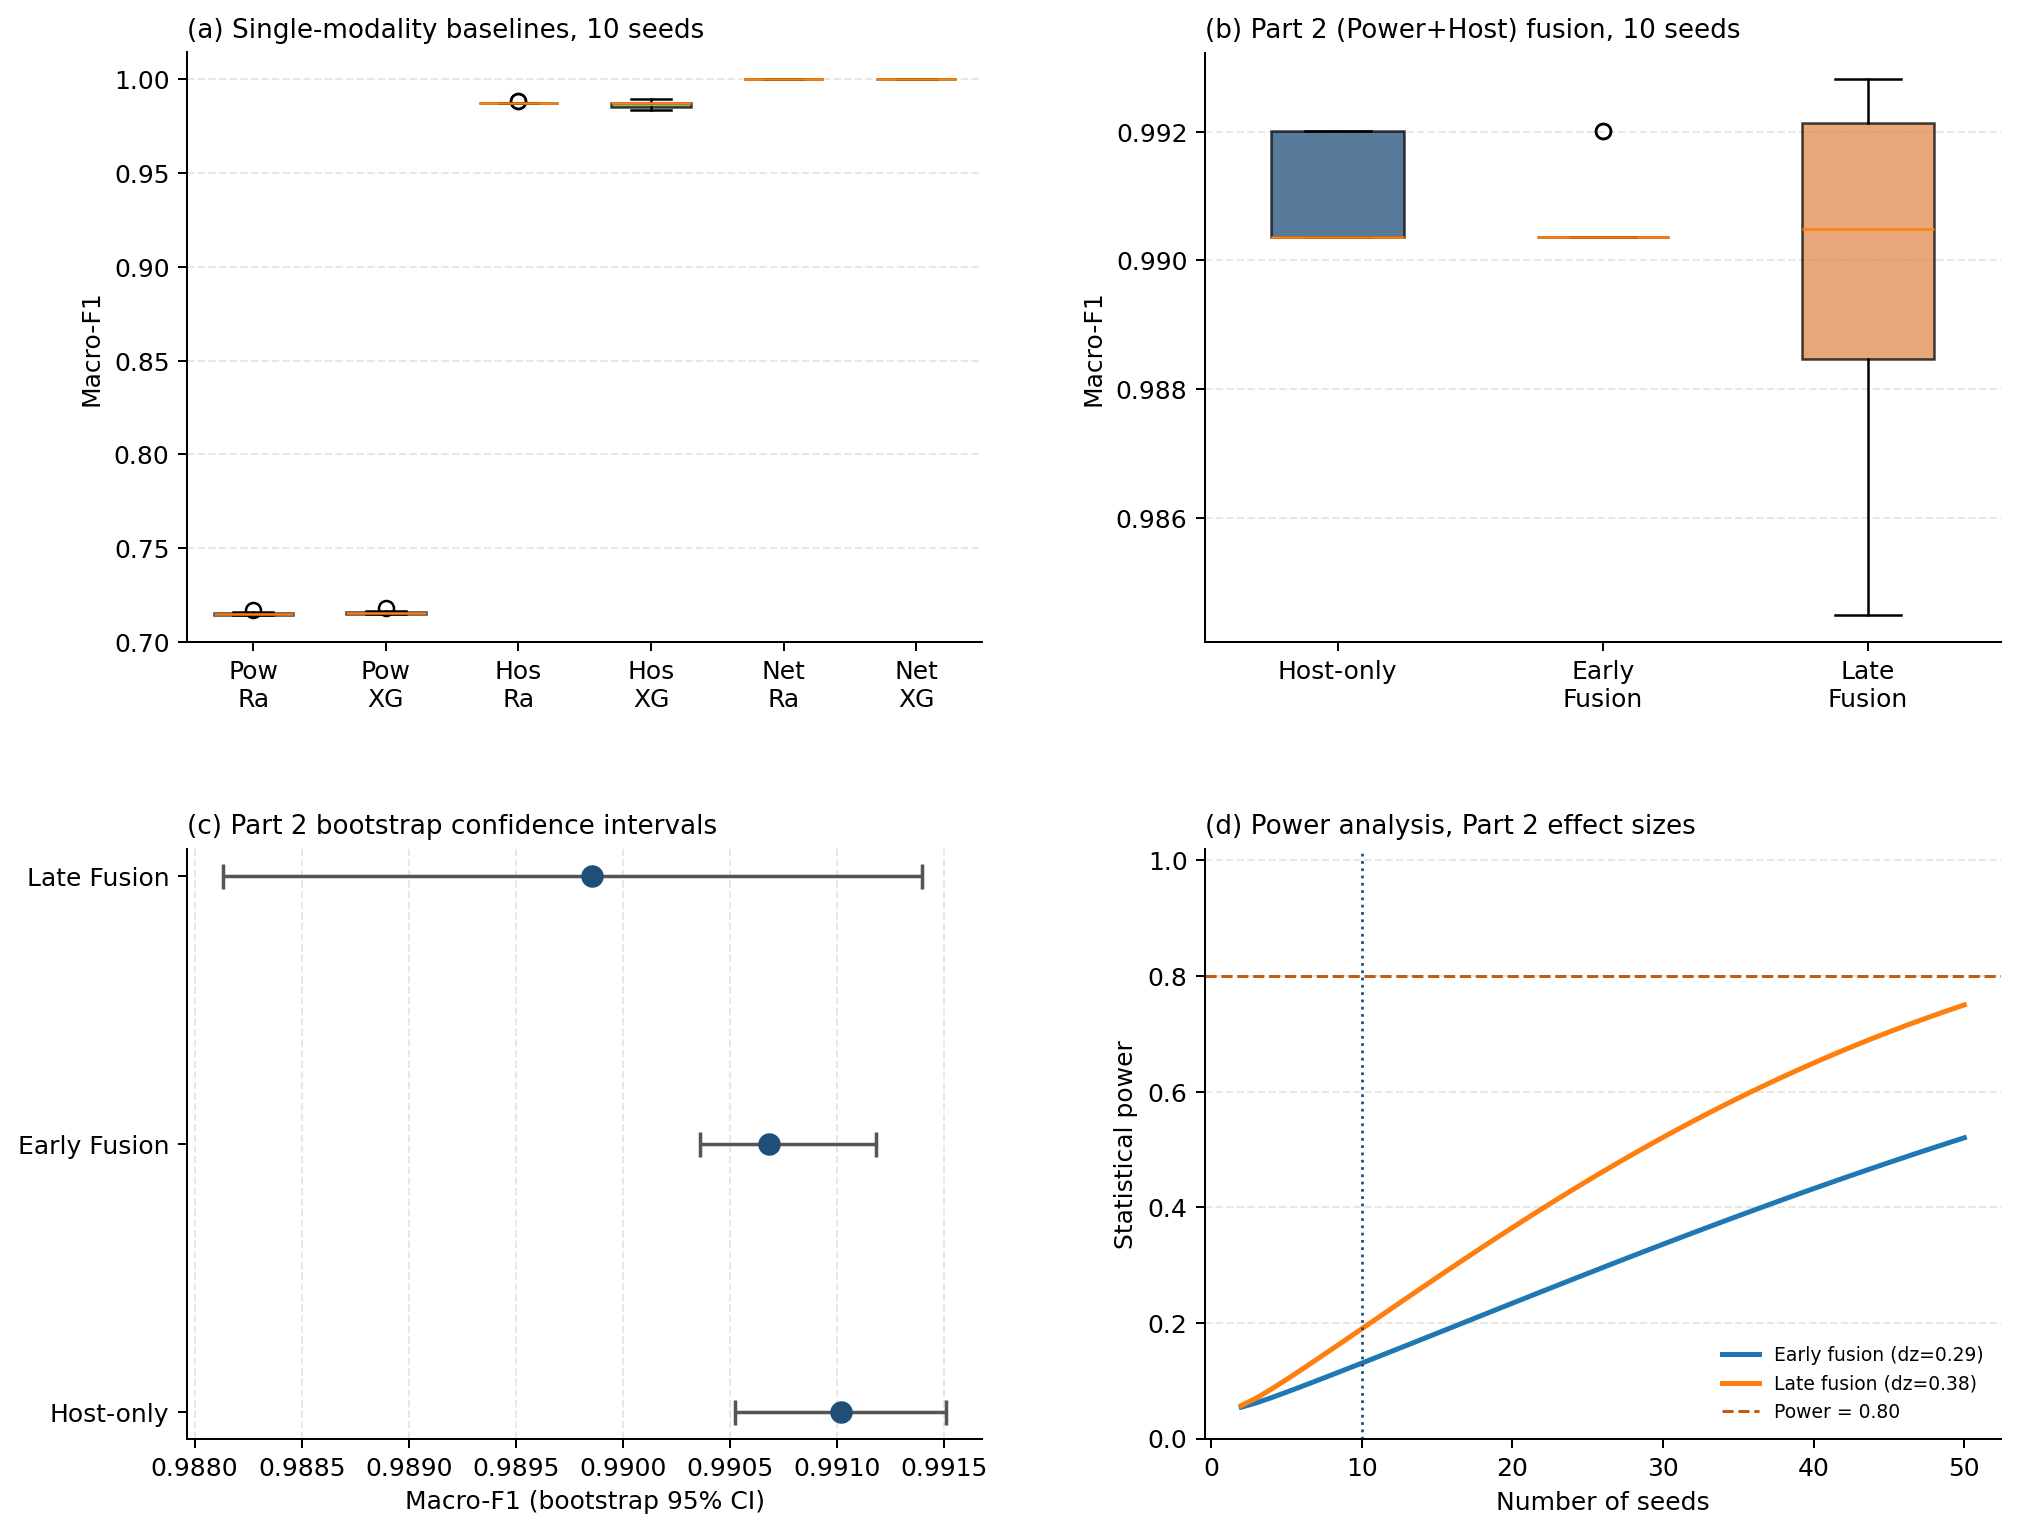 (a) Single-modality baselines, 10 seeds
Macro-F1
1.00
0.95
0.90
0.85
0.80
0.75
0.70
Pow
Ra
Pow
XG
Hos
Ra
Hos
XG
Net
Ra
Net
XG
(b) Part 2 (Power+Host) fusion, 10 seeds
Macro-F1
0.992
0.990
0.988
0.986
Host-only
Early
Fusion
Late
Fusion
(c) Part 2 bootstrap confidence intervals
Late Fusion
Early Fusion
Host-only
0.9880 0.9885 0.9890 0.9895 0.9900 0.9905 0.9910 0.9915
Macro-F1 (bootstrap 95% CI)
(d) Power analysis, Part 2 effect sizes
Statistical power
1.0
0.8
0.6
0.4
0.2
0.0
Early fusion (dz=0.29)
Late fusion (dz=0.38)
Power = 0.80
0 10 20 30 40 50
Number of seeds